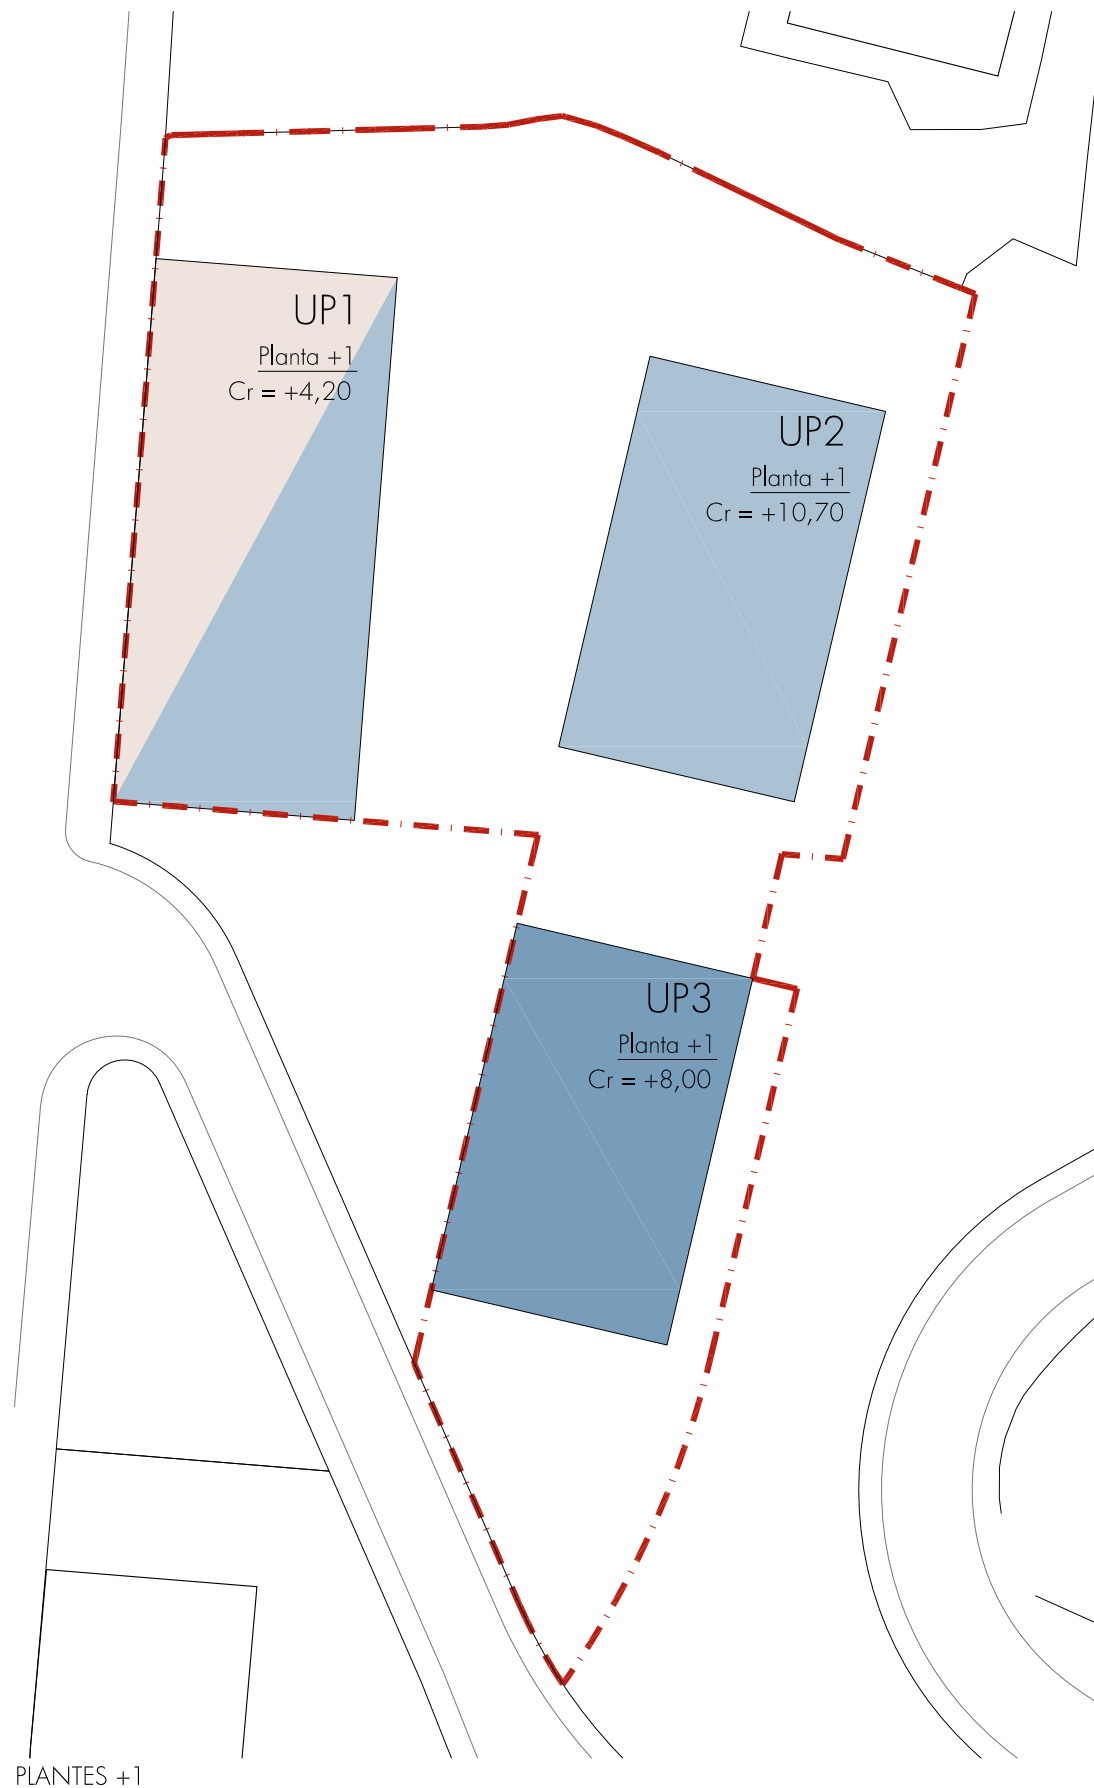 UP1
Planta +1
Cr = +4,20
UP2
Planta +1
Cr = +10,70
UP3
Planta +1
Cr = +8,00
PLANTES +1